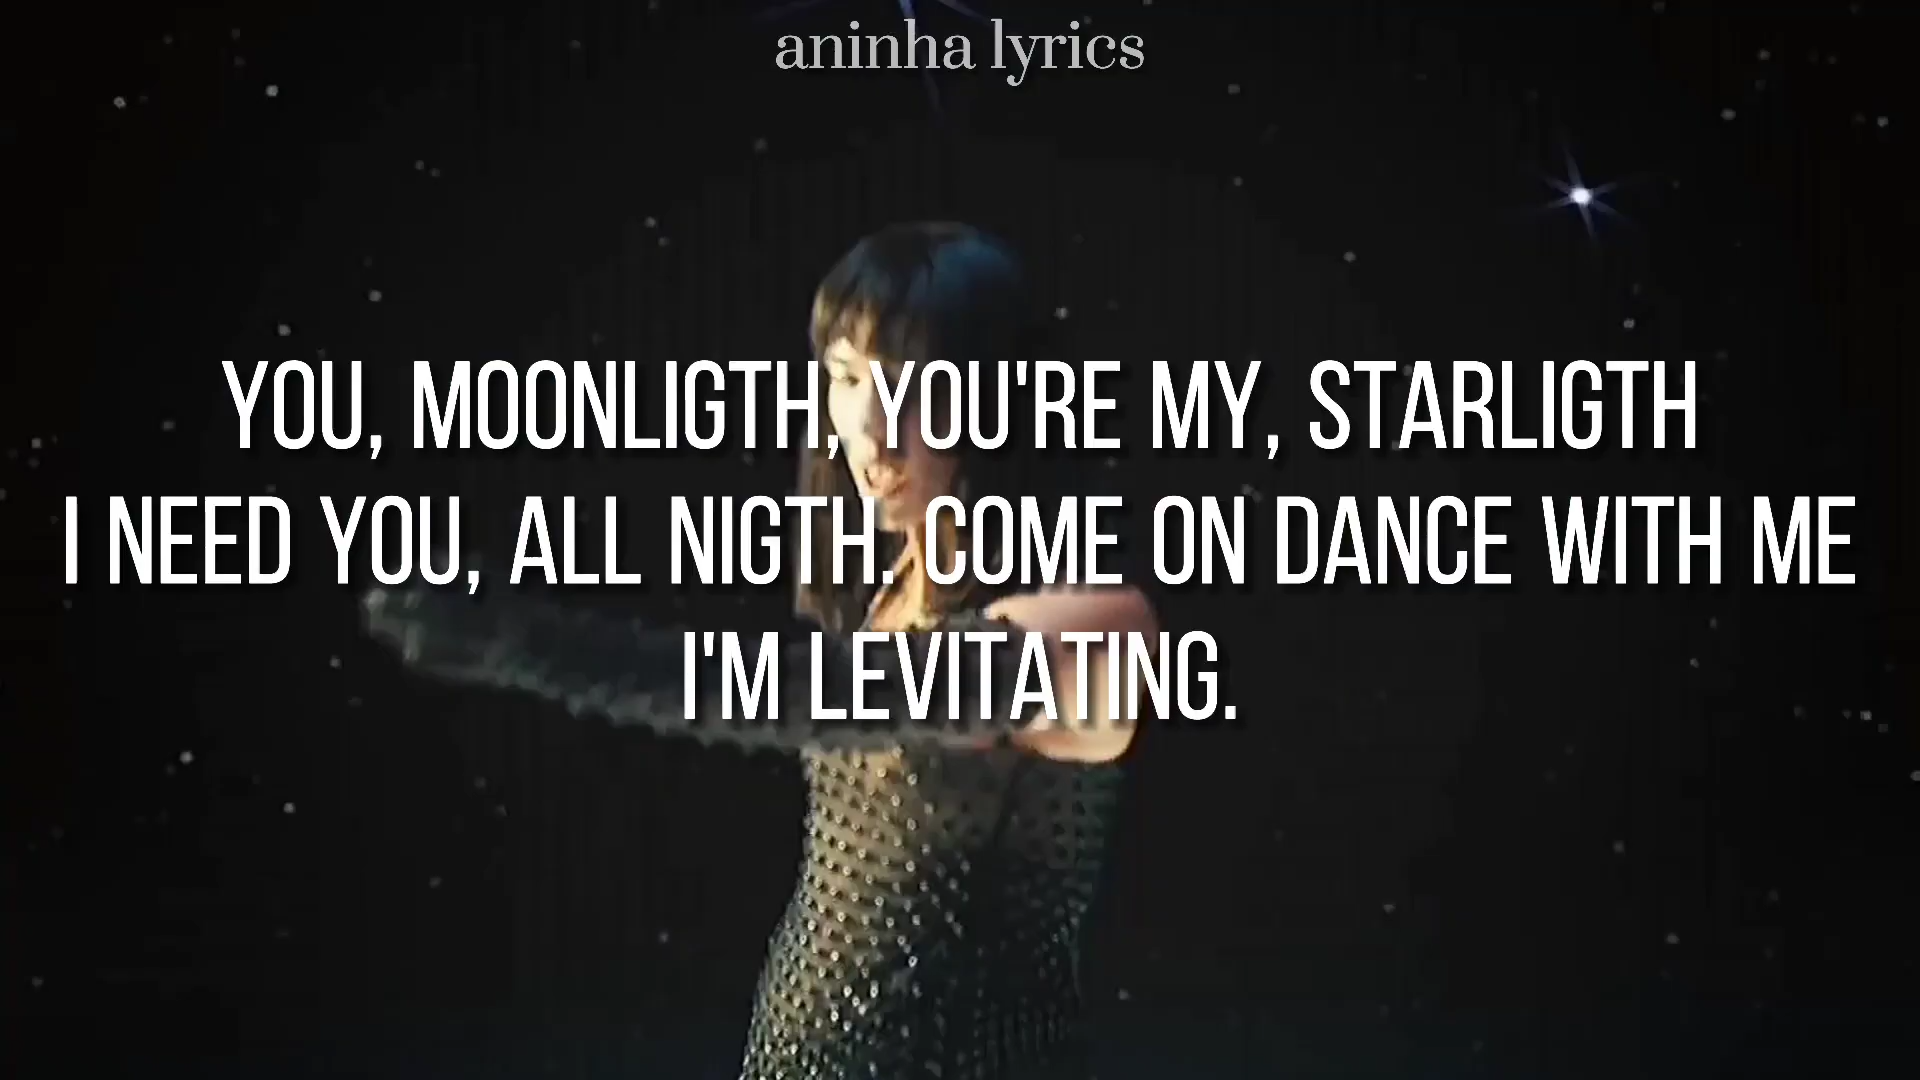 aninha lyrics
YOU, MOONLIGTH, YOU'RE MY, STARLIGTH
I NEED YOU, ALL NIGTH. COME ON DANCE WITH ME
I'M LEVITATING.